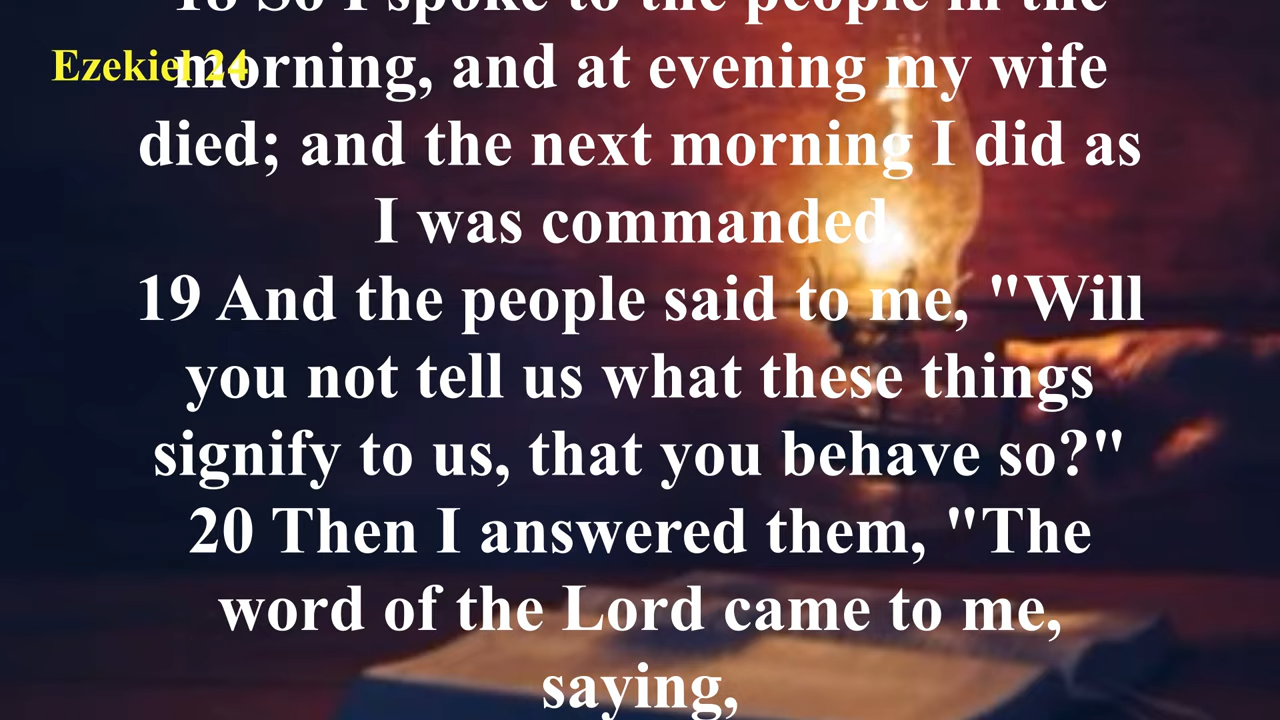 18 So I spoke to the people in the
Ezekiel 24
morning, and at evening my wife
died; and the next morning I did as
I was commanded.
19 And the people said to me, "Will
you not tell us what these things
signify to us, that you behave so?"
20 Then I answered them, "The
word of the Lord came to me,
saying,